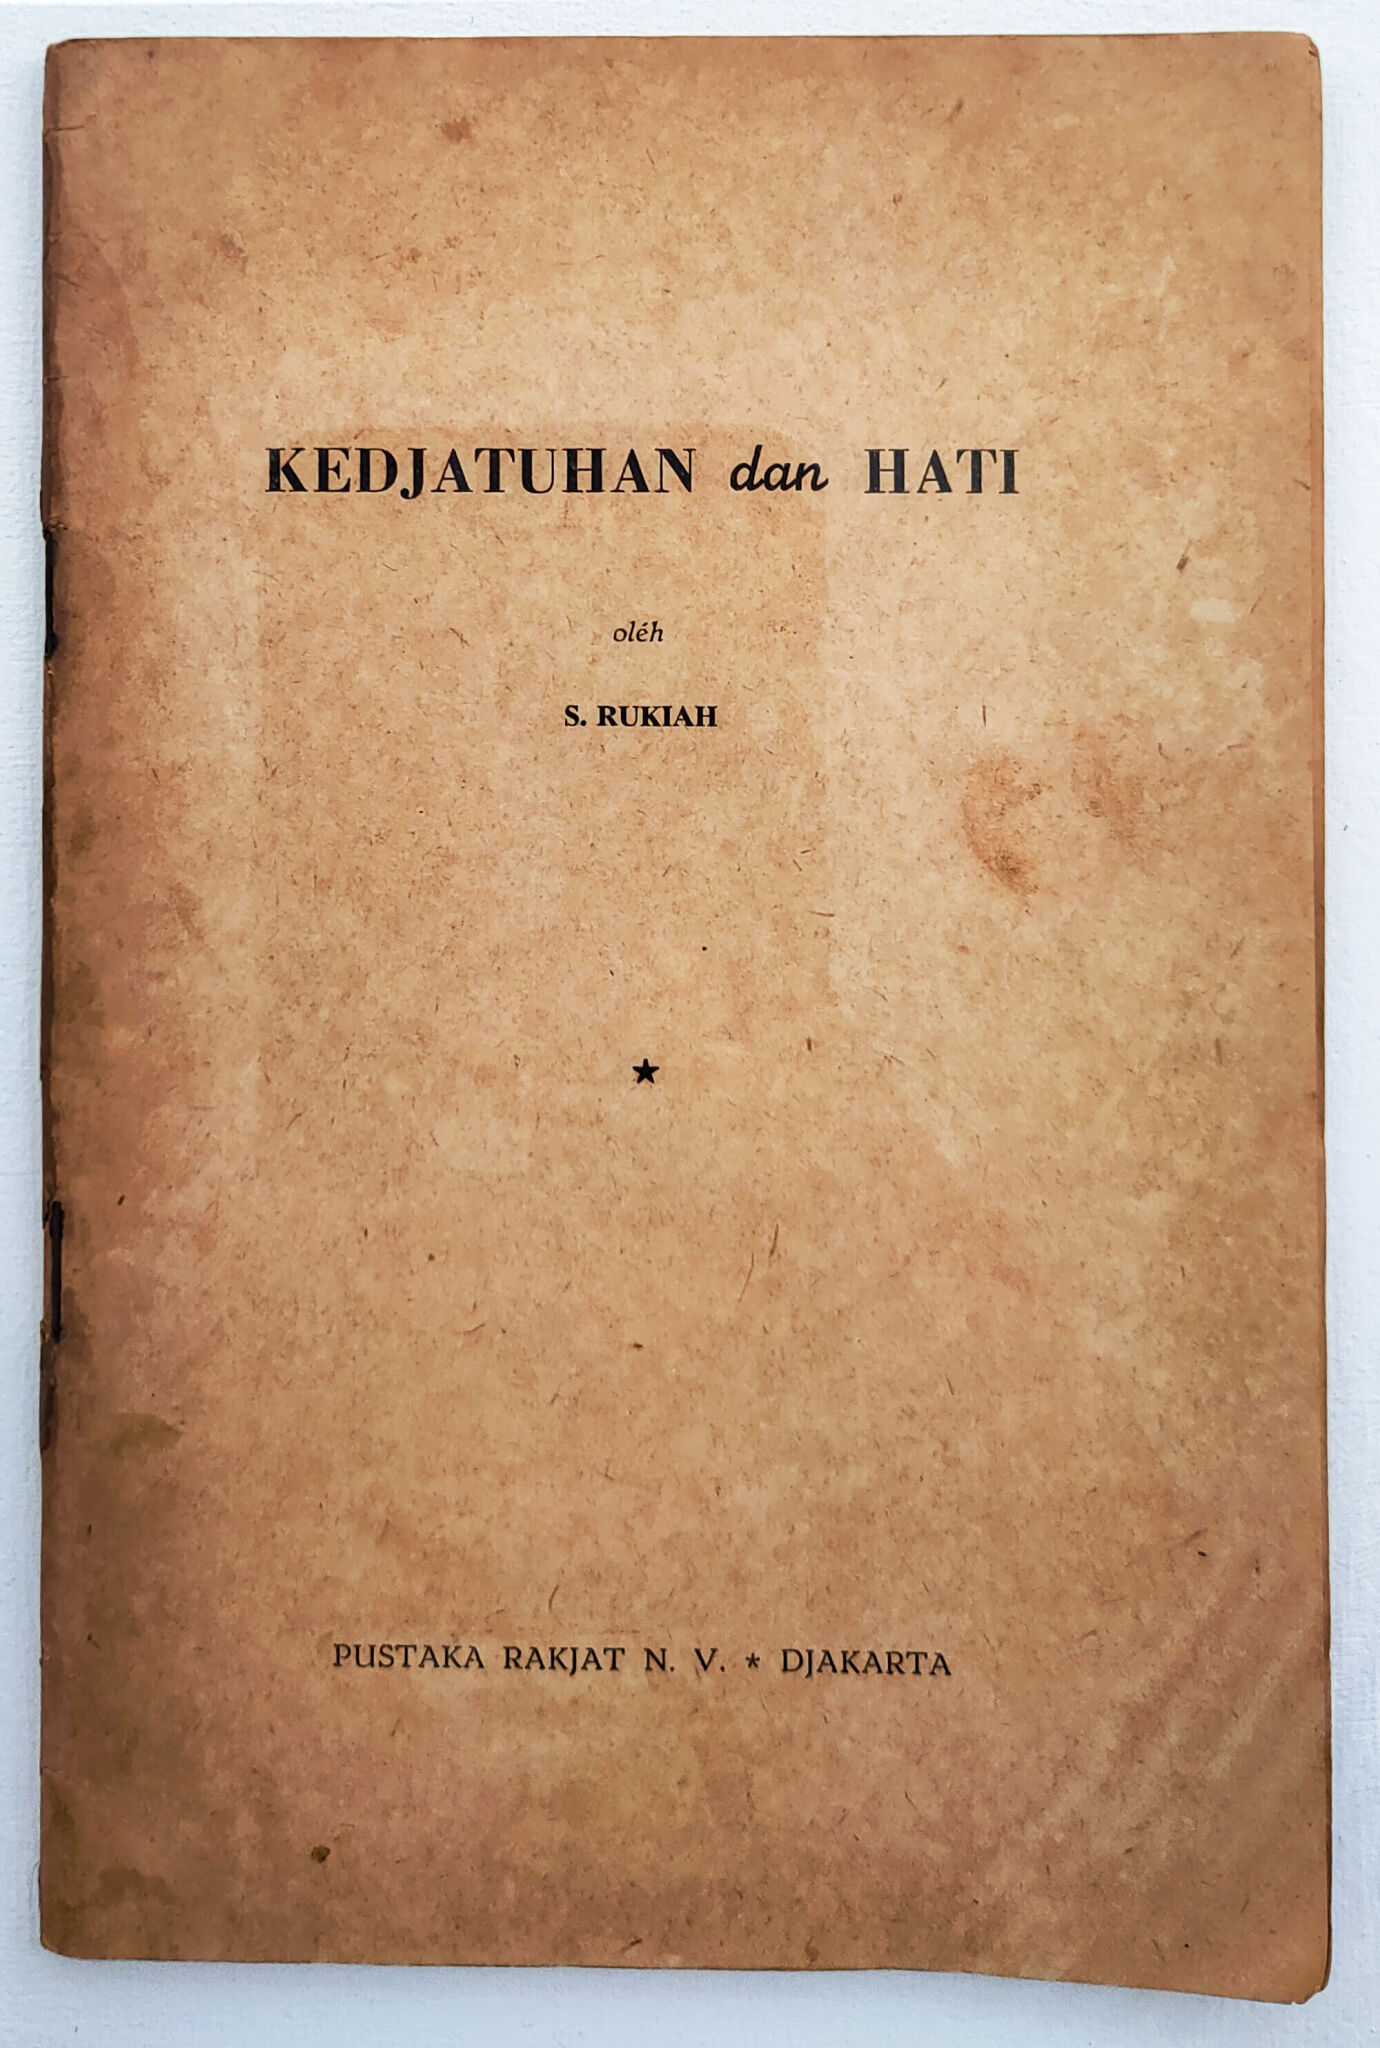 KEDJATUHAN dan HATI
oléh
S. RUKIAH
★
PUSTAKA RAKJAT N. V. * DJAKARTA